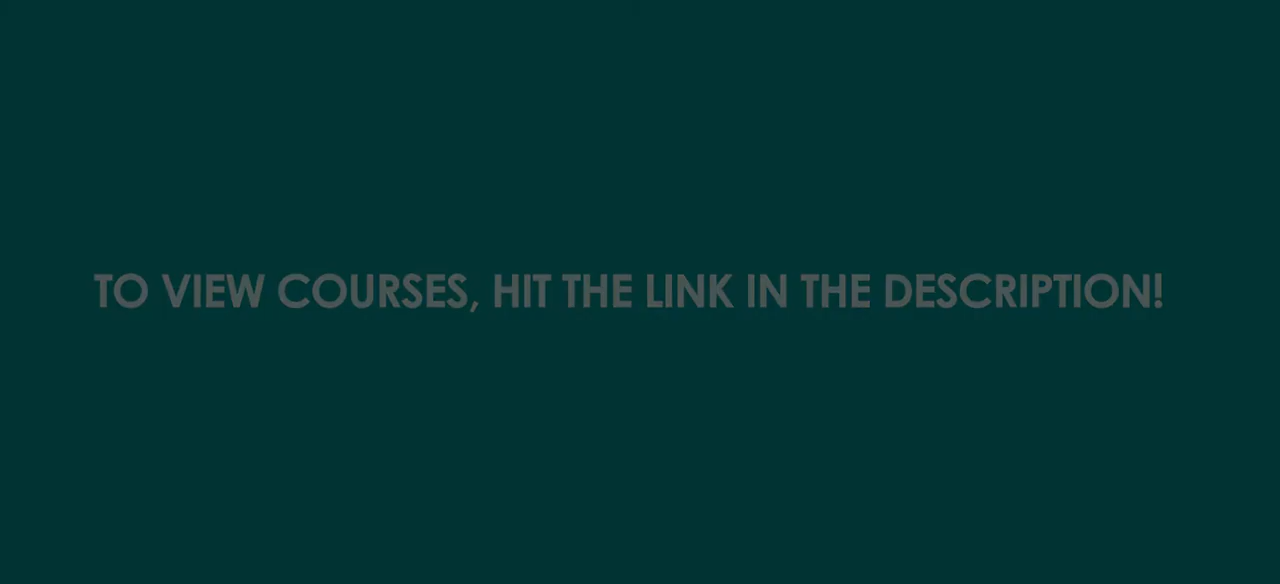 TO VIEW COURSES, HIT THE LINK IN THE DESCRIPTION!